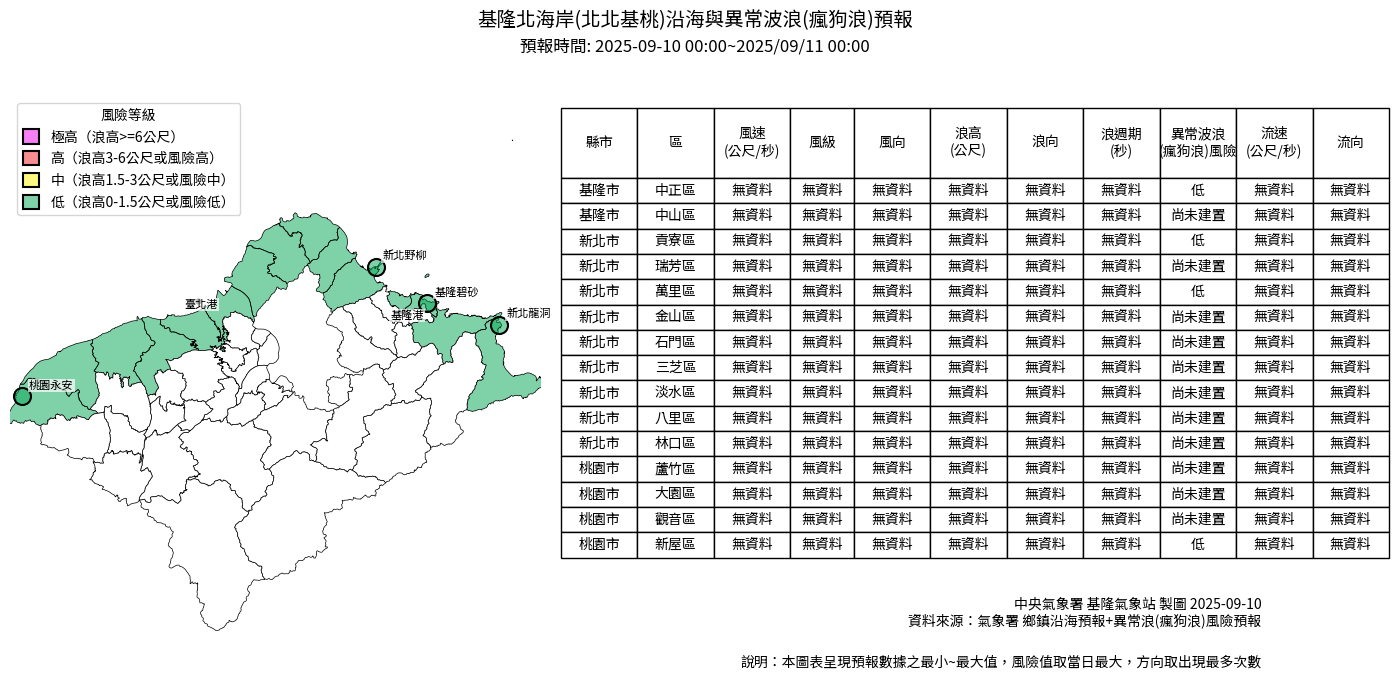 基隆北海岸(北北基桃)沿海與異常波浪(瘋狗浪)預報
預報時間: 2025-09-10 00:00~2025/09/11 00:00
風險等級
極高（浪高>=6公尺）
高（浪高3-6公尺或風險高）
中（浪高1.5-3公尺或風險中）
低（浪高0-1.5公尺或風險低）
新北野柳
基隆碧砂
臺北港
基隆港
新北龍洞
桃園永安
縣市 區 風速(公尺/秒) 風級 風向 浪高(公尺) 浪向 浪週期(秒) 異常波浪(瘋狗浪)風險 流速(公尺/秒) 流向
基隆市 中正區 無資料 無資料 無資料 無資料 無資料 無資料 低 無資料 無資料
基隆市 中山區 無資料 無資料 無資料 無資料 無資料 無資料 尚未建置 無資料 無資料
新北市 貢寮區 無資料 無資料 無資料 無資料 無資料 無資料 低 無資料 無資料
新北市 瑞芳區 無資料 無資料 無資料 無資料 無資料 無資料 尚未建置 無資料 無資料
新北市 萬里區 無資料 無資料 無資料 無資料 無資料 無資料 低 無資料 無資料
新北市 金山區 無資料 無資料 無資料 無資料 無資料 無資料 尚未建置 無資料 無資料
新北市 石門區 無資料 無資料 無資料 無資料 無資料 無資料 尚未建置 無資料 無資料
新北市 三芝區 無資料 無資料 無資料 無資料 無資料 無資料 尚未建置 無資料 無資料
新北市 淡水區 無資料 無資料 無資料 無資料 無資料 無資料 尚未建置 無資料 無資料
新北市 八里區 無資料 無資料 無資料 無資料 無資料 無資料 尚未建置 無資料 無資料
新北市 林口區 無資料 無資料 無資料 無資料 無資料 無資料 尚未建置 無資料 無資料
桃園市 蘆竹區 無資料 無資料 無資料 無資料 無資料 無資料 尚未建置 無資料 無資料
桃園市 大園區 無資料 無資料 無資料 無資料 無資料 無資料 尚未建置 無資料 無資料
桃園市 觀音區 無資料 無資料 無資料 無資料 無資料 無資料 尚未建置 無資料 無資料
桃園市 新屋區 無資料 無資料 無資料 無資料 無資料 無資料 低 無資料 無資料
中央氣象署 基隆氣象站 製圖 2025-09-10
資料來源：氣象署 鄉鎮沿海預報+異常浪(瘋狗浪)風險預報
說明：本圖表呈現預報數據之最小~最大值，風險值取當日最大，方向取出現最多次數